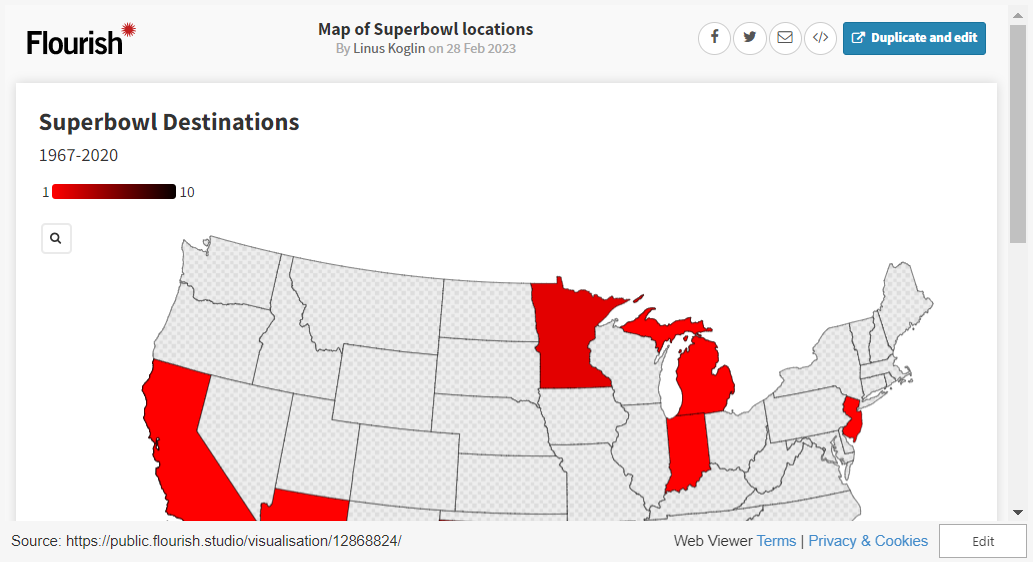 Flourish
Map of Superbowl locations
By Linus Koglin on 28 Feb 2023
Duplicate and edit
Superbowl Destinations
1967-2020
1 10
Source: https://public.flourish.studio/visualisation/12868824/
Web Viewer Terms | Privacy & Cookies
Edit